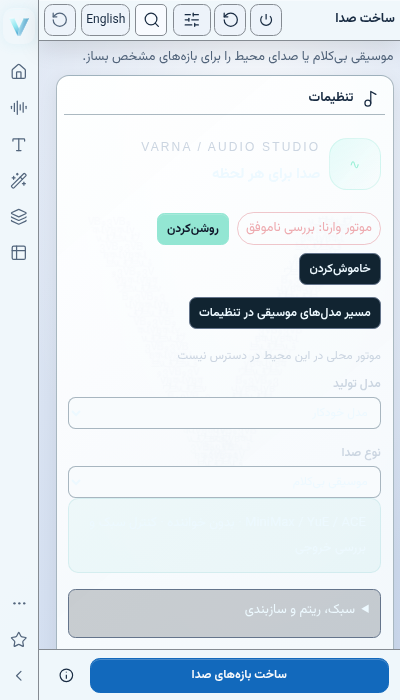 ساخت صدا
English
موسیقی بی‌کلام یا صدای محیط را برای بازه‌های مشخص بساز.
تنظیمات
VARNA / AUDIO STUDIO
صدا برای هر لحظه
موتور وارنا: بررسی ناموفق
روشن‌کردن
خاموش‌کردن
مسیر مدل‌های موسیقی در تنظیمات
موتور محلی در این محیط در دسترس نیست
مدل تولید
نوع صدا
سبک، ریتم و سازبندی
ساخت بازه‌های صدا